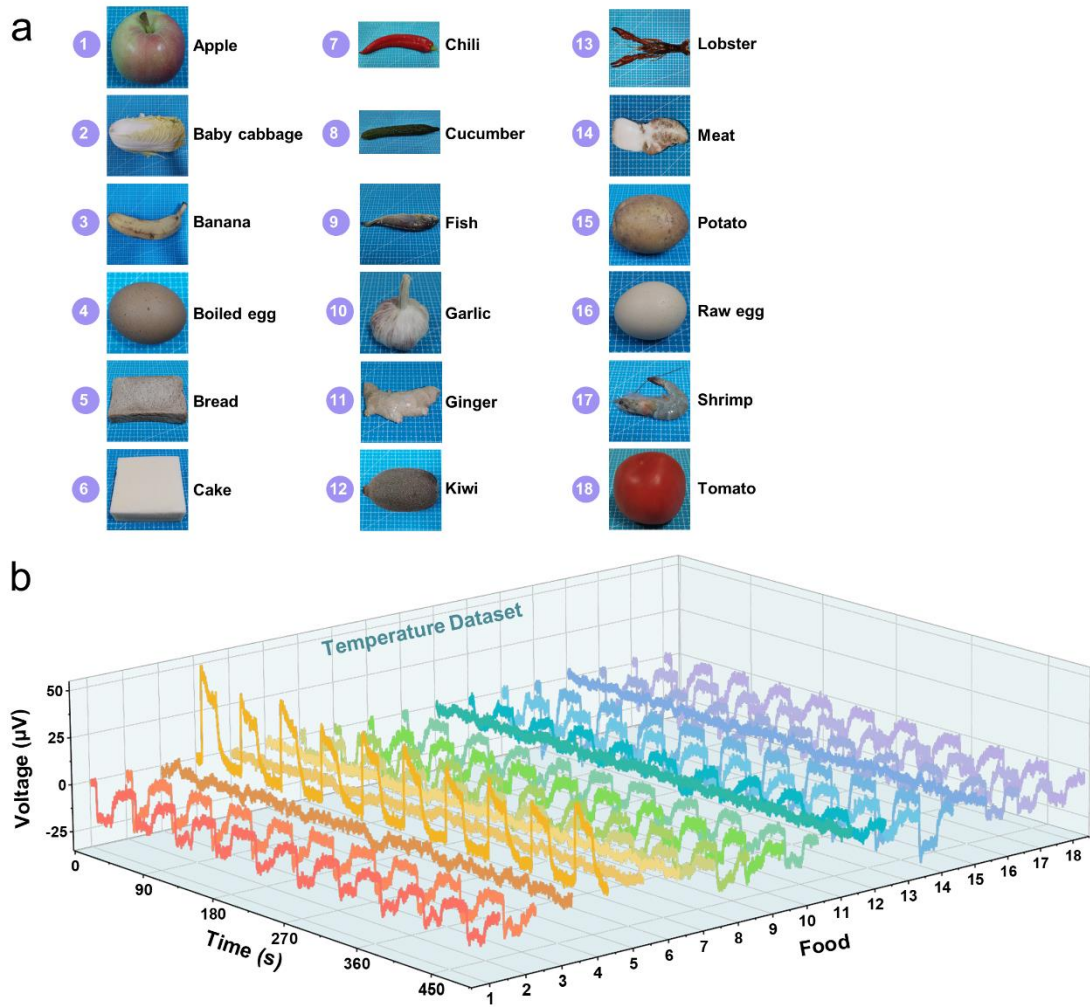 a
1 Apple
2 Baby cabbage
3 Banana
4 Boiled egg
5 Bread
6 Cake
7 Chili
8 Cucumber
9 Fish
10 Garlic
11 Ginger
12 Kiwi
13 Lobster
14 Meat
15 Potato
16 Raw egg
17 Shrimp
18 Tomato
b
Temperature Dataset
Voltage (μV)
50
25
0
-25
Time (s)
0
90
180
270
360
450
Food
1
2
3
4
5
6
7
8
9
10
11
12
13
14
15
16
17
18